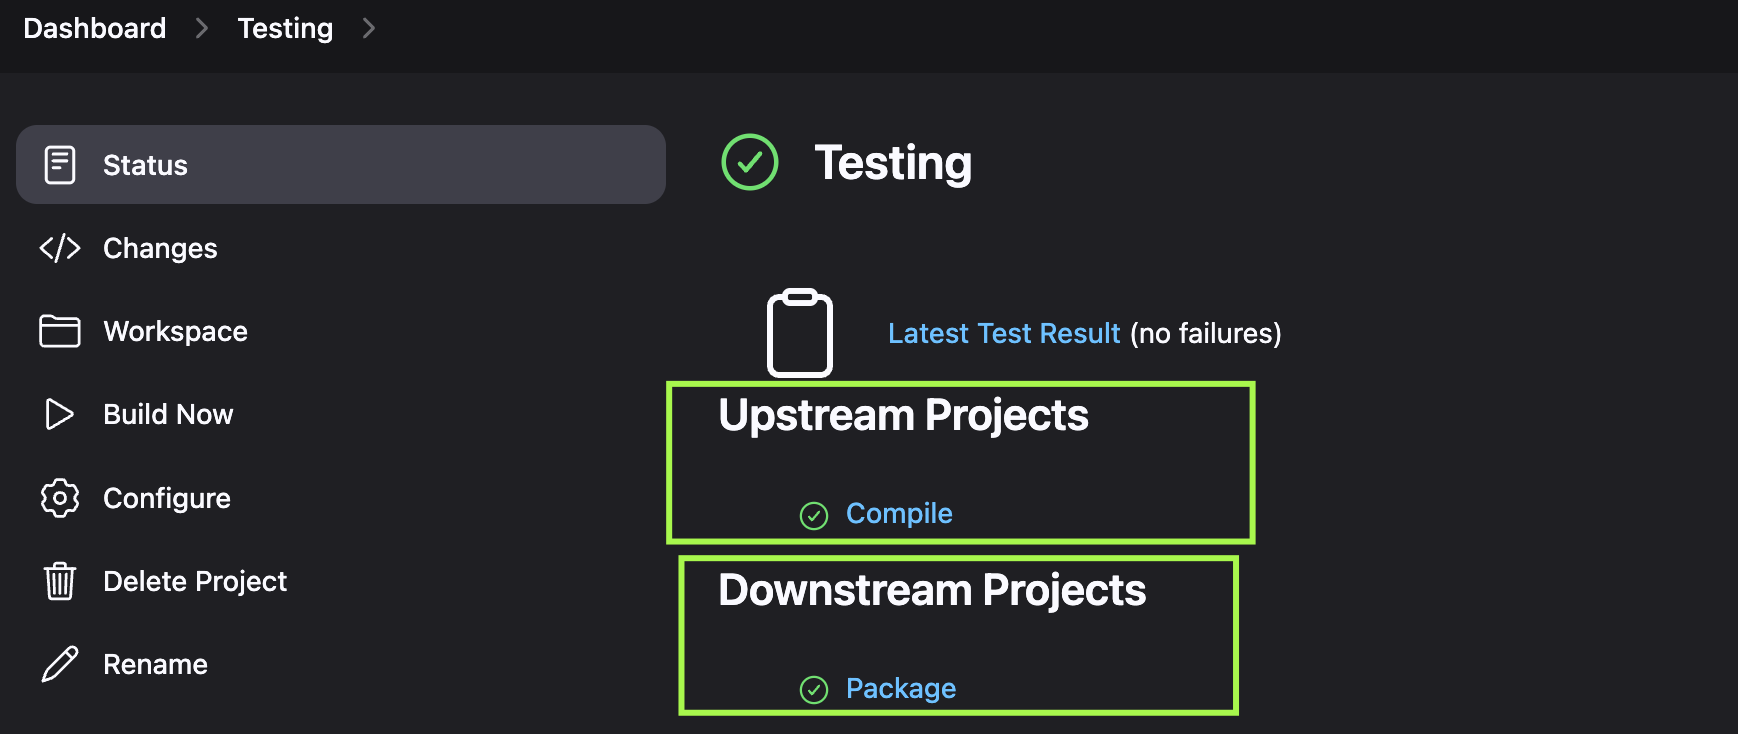 Dashboard > Testing >
Status
Changes
Workspace
Build Now
Configure
Delete Project
Rename
Testing
Latest Test Result (no failures)
Upstream Projects
Compile
Downstream Projects
Package